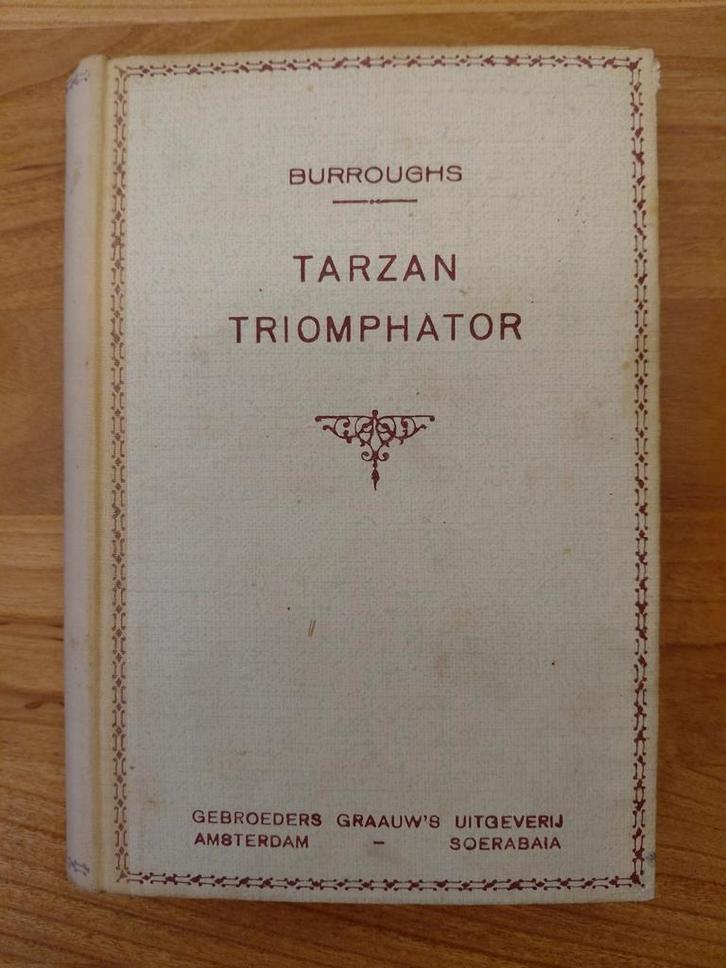 BURROUGHS
TARZAN
TRIOMPHATOR
GEBROEDERS GRAAUW'S UITGEVERIJ
AMSTERDAM – SOERABAIA